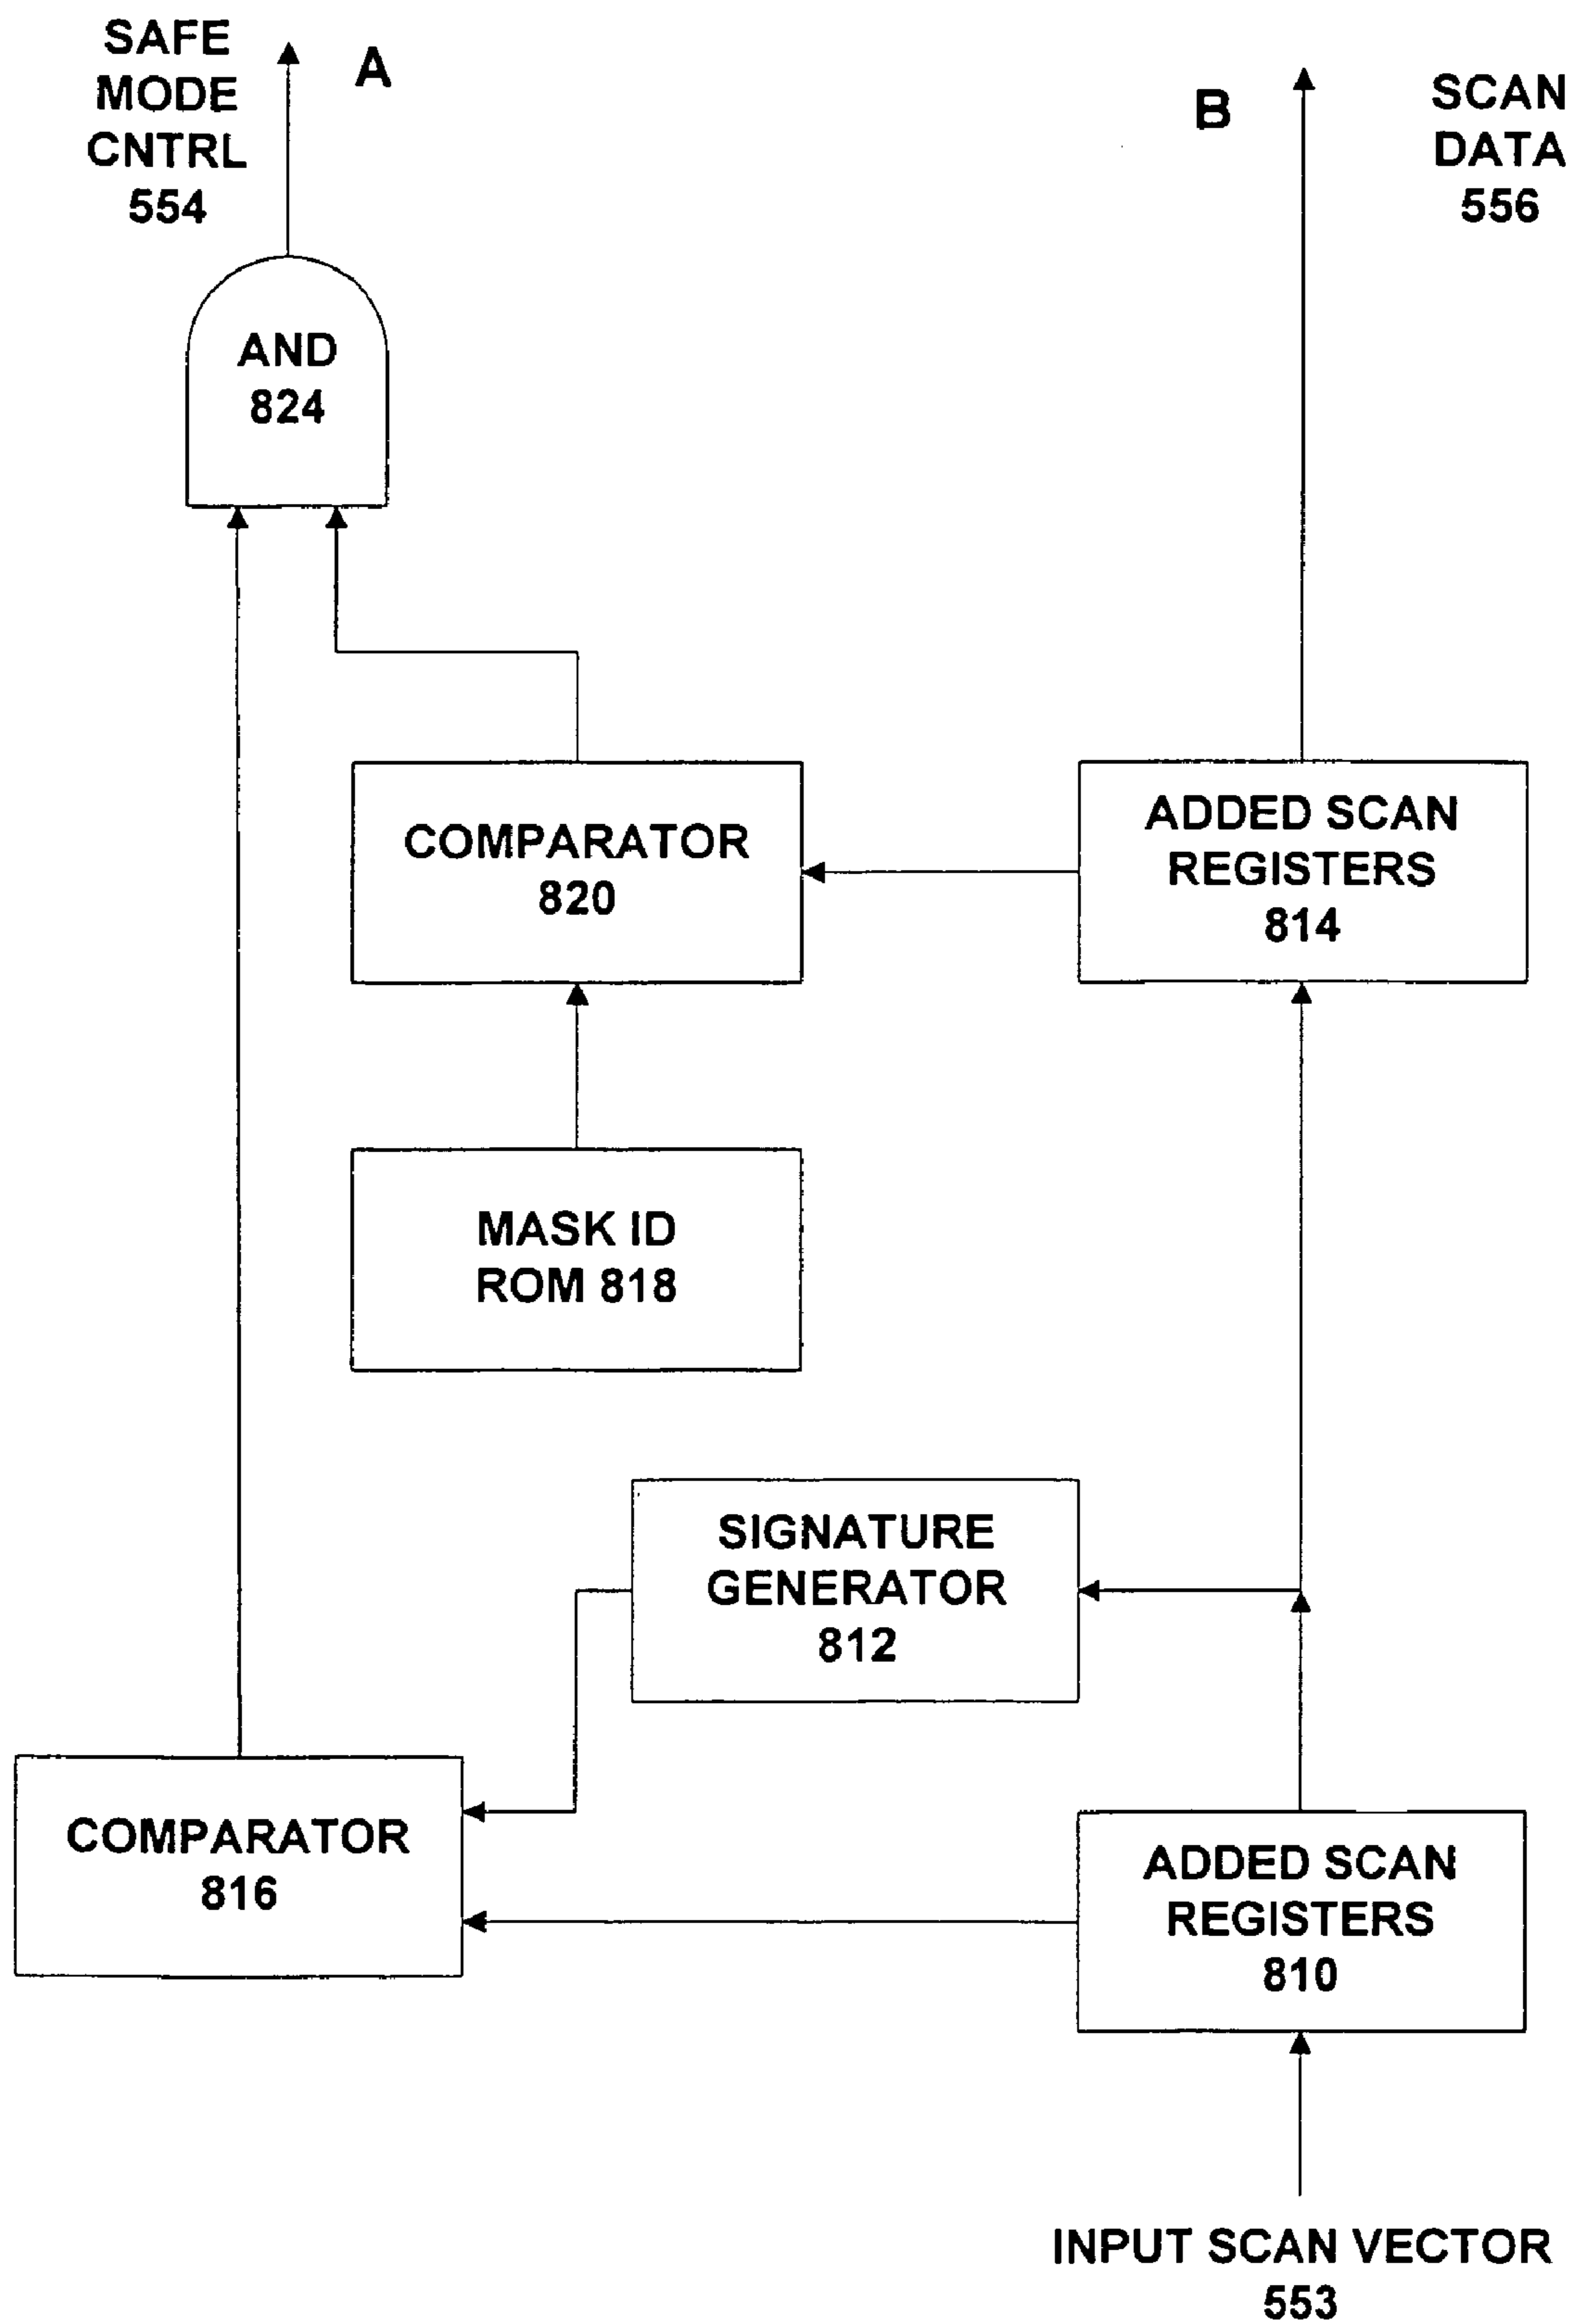 SAFE
MODE
CNTRL
554
A
B
SCAN
DATA
556
AND
824
COMPARATOR
820
ADDED SCAN
REGISTERS
814
MASK ID
ROM 818
SIGNATURE
GENERATOR
812
COMPARATOR
816
ADDED SCAN
REGISTERS
810
INPUT SCAN VECTOR
553